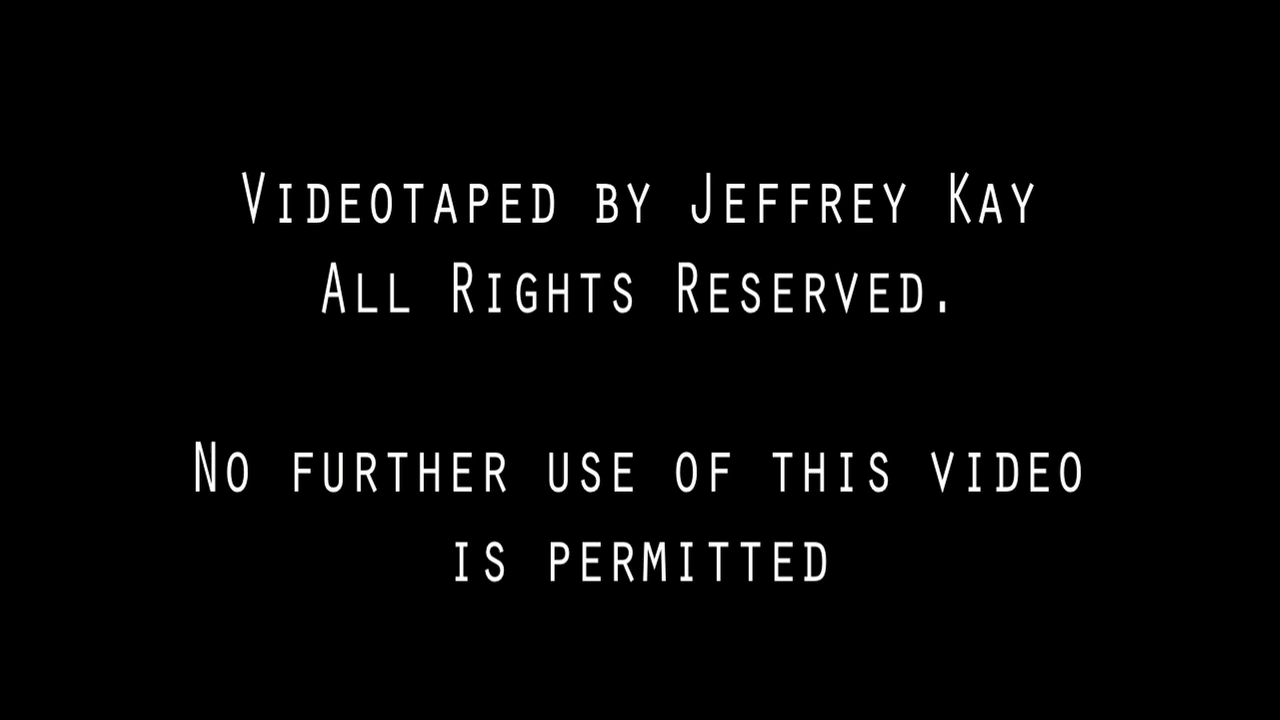 Videotaped by Jeffrey Kay
All Rights Reserved.
No further use of this video
is permitted